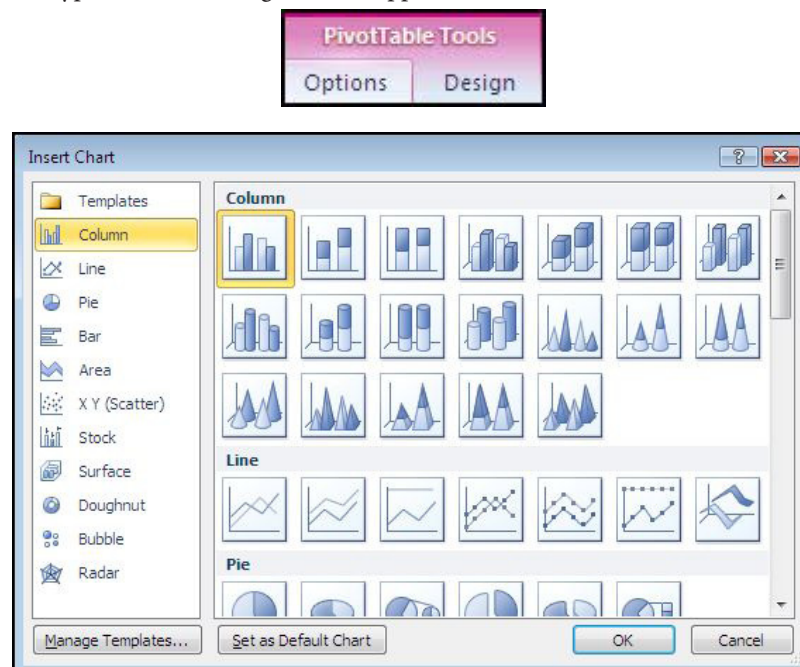 PivotTable Tools
Options Design
Insert Chart
Templates
Column
Line
Pie
Bar
Area
X Y (Scatter)
Stock
Surface
Doughnut
Bubble
Radar
Column
Line
Pie
Manage Templates...
Set as Default Chart
OK
Cancel